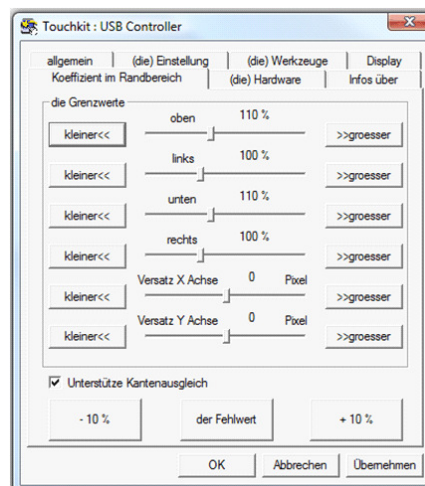 Touchkit : USB Controller
allgemein (die) Einstellung (die) Werkzeuge Display
Koeffizient im Randbereich (die) Hardware Infos über
die Grenzwerte
oben 110 %
kleiner<< >>groesser
links 100 %
kleiner<< >>groesser
unten 110 %
kleiner<< >>groesser
rechts 100 %
kleiner<< >>groesser
Versatz X Achse 0 Pixel
kleiner<< >>groesser
Versatz Y Achse 0 Pixel
kleiner<< >>groesser
Unterstütze Kantenausgleich
- 10 % der Fehlwert + 10 %
OK Abbrechen Übernehmen